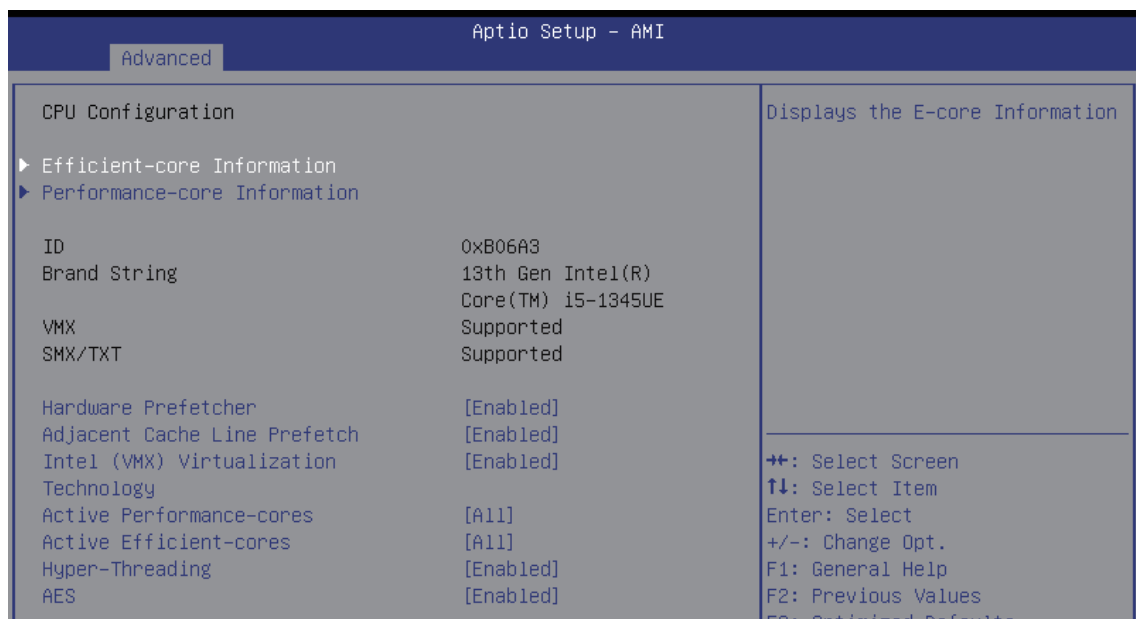 Aptio Setup - AMI
Advanced
CPU Configuration
Efficient-core Information
Performance-core Information
ID 0xB06A3
Brand String 13th Gen Intel(R)
Core(TM) i5-1345UE
VMX Supported
SMX/TXT Supported
Hardware Prefetcher [Enabled]
Adjacent Cache Line Prefetch [Enabled]
Intel (VMX) Virtualization [Enabled]
Technology
Active Performance-cores [All]
Active Efficient-cores [All]
Hyper-Threading [Enabled]
AES [Enabled]
Displays the E-core Information
→←: Select Screen
↑↓: Select Item
Enter: Select
+/-: Change Opt.
F1: General Help
F2: Previous Values